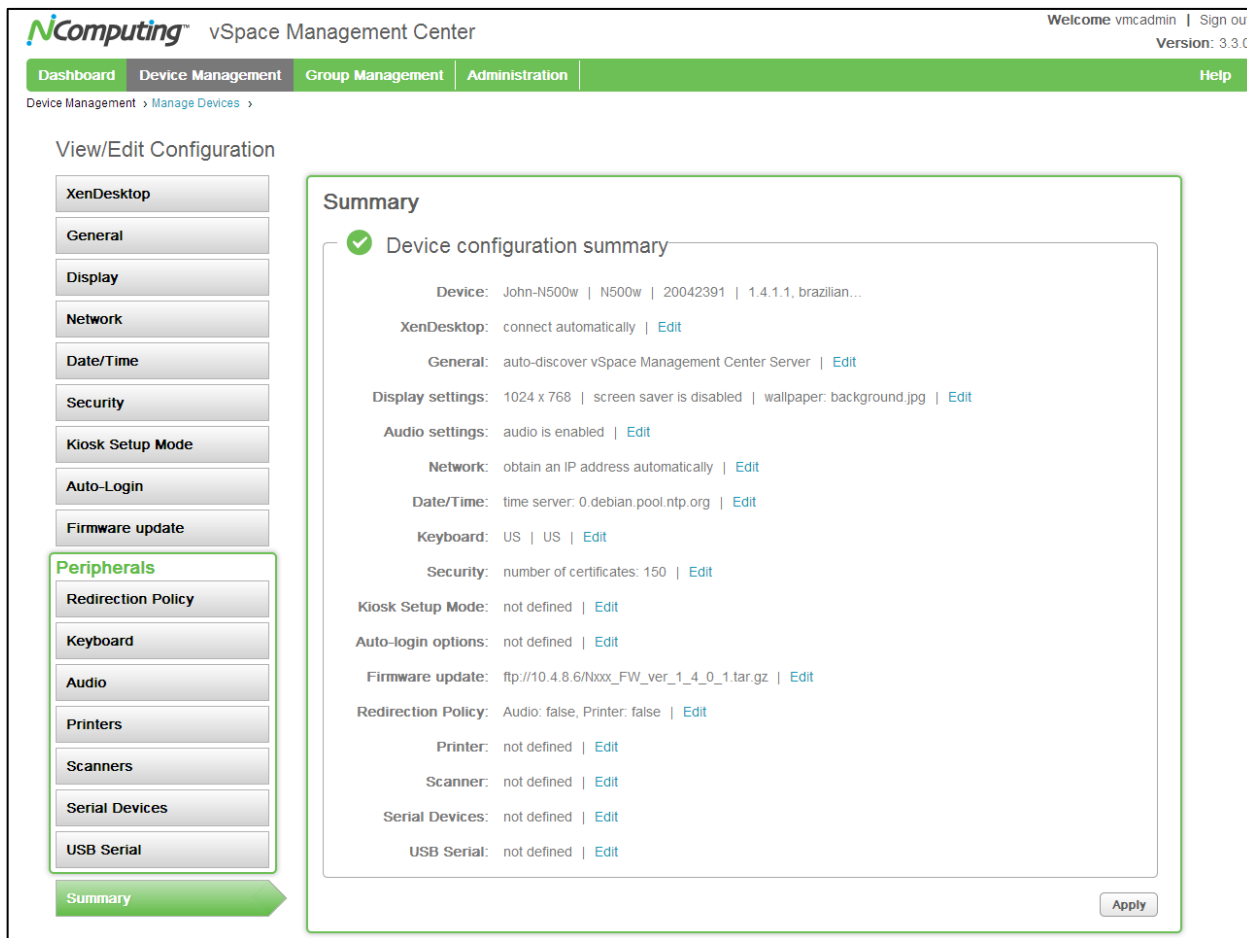 NComputing™ vSpace Management Center
Welcome vmcadmin | Sign ou
Version: 3.3.0
Dashboard Device Management Group Management Administration Help
Device Management › Manage Devices ›
View/Edit Configuration
XenDesktop
General
Display
Network
Date/Time
Security
Kiosk Setup Mode
Auto-Login
Firmware update
Peripherals
Redirection Policy
Keyboard
Audio
Printers
Scanners
Serial Devices
USB Serial
Summary
Summary
Device configuration summary
Device: John-N500w | N500w | 20042391 | 1.4.1.1, brazilian...
XenDesktop: connect automatically | Edit
General: auto-discover vSpace Management Center Server | Edit
Display settings: 1024 x 768 | screen saver is disabled | wallpaper: background.jpg | Edit
Audio settings: audio is enabled | Edit
Network: obtain an IP address automatically | Edit
Date/Time: time server: 0.debian.pool.ntp.org | Edit
Keyboard: US | US | Edit
Security: number of certificates: 150 | Edit
Kiosk Setup Mode: not defined | Edit
Auto-login options: not defined | Edit
Firmware update: ftp://10.4.8.6/Nxxx_FW_ver_1_4_0_1.tar.gz | Edit
Redirection Policy: Audio: false, Printer: false | Edit
Printer: not defined | Edit
Scanner: not defined | Edit
Serial Devices: not defined | Edit
USB Serial: not defined | Edit
Apply